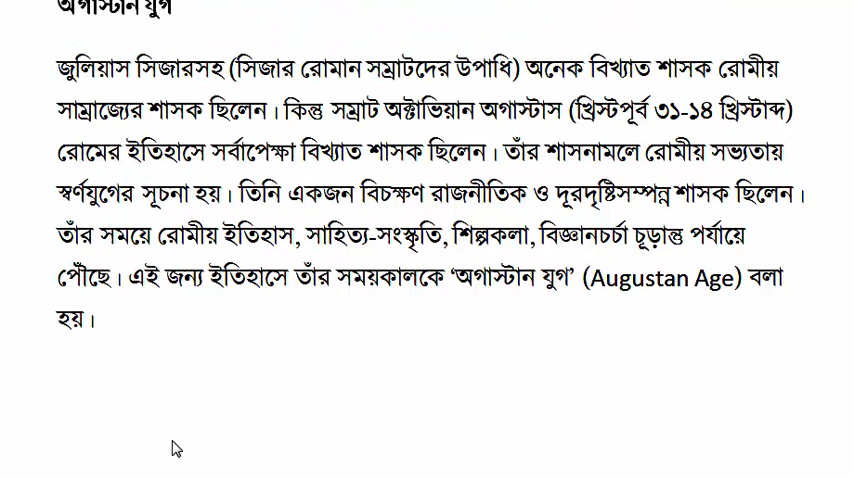 অগাস্টান যুগ
জুলিয়াস সিজারসহ (সিজার রোমান সম্রাটদের উপাধি) অনেক বিখ্যাত শাসক রোমীয়
সাম্রাজ্যের শাসক ছিলেন। কিন্তু সম্রাট অক্টাভিয়ান অগাস্টাস (খ্রিস্টপূর্ব ৩১-১৪ খ্রিস্টাব্দ)
রোমের ইতিহাসে সর্বাপেক্ষা বিখ্যাত শাসক ছিলেন। তাঁর শাসনামলে রোমীয় সভ্যতায়
স্বর্ণযুগের সূচনা হয়। তিনি একজন বিচক্ষণ রাজনীতিক ও দূরদৃষ্টিসম্পন্ন শাসক ছিলেন।
তাঁর সময়ে রোমীয় ইতিহাস, সাহিত্য-সংস্কৃতি, শিল্পকলা, বিজ্ঞানচর্চা চূড়ান্ত পর্যায়ে
পৌঁছে। এই জন্য ইতিহাসে তাঁর সময়কালকে ‘অগাস্টান যুগ’ (Augustan Age) বলা
হয়।